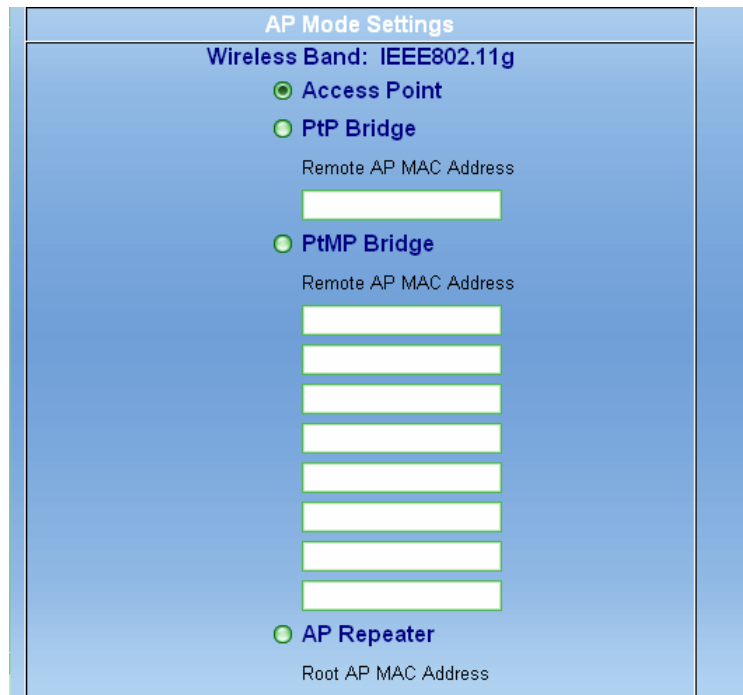 AP Mode Settings
Wireless Band: IEEE802.11g
Access Point
PtP Bridge
Remote AP MAC Address
PtMP Bridge
Remote AP MAC Address
AP Repeater
Root AP MAC Address